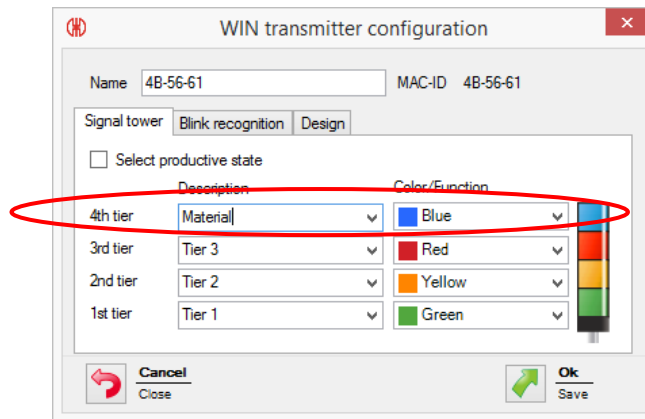 WIN transmitter configuration
Name 4B-56-61 MAC-ID 4B-56-61
Signal tower Blink recognition Design
Select productive state
Description Color/Function
4th tier Material Blue
3rd tier Tier 3 Red
2nd tier Tier 2 Yellow
1st tier Tier 1 Green
Cancel Ok
Close Save